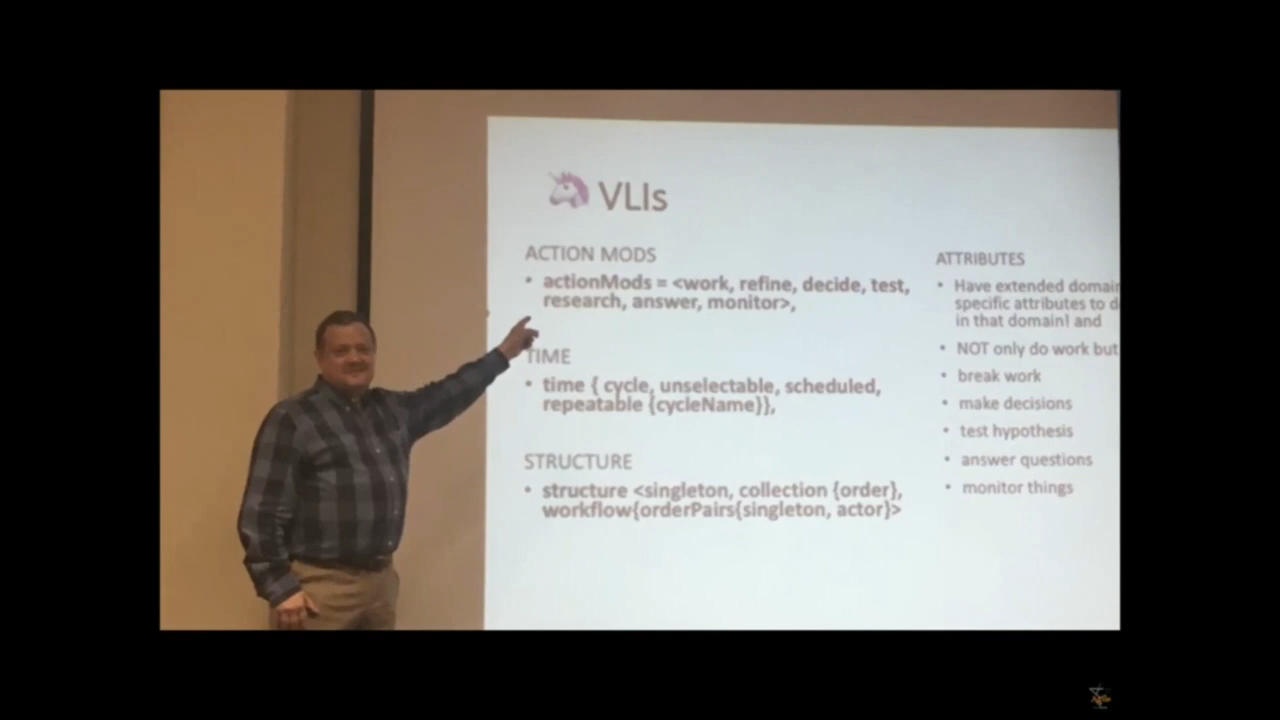 VLIs
ACTION MODS
• actionMods = <work, refine, decide, test,
research, answer, monitor>,
TIME
• time { cycle, unselectable, scheduled,
repeatable {cycleName}},
STRUCTURE
• structure <singleton, collection {order},
workflow{orderPairs{singleton, actor}>
ATTRIBUTES
• Have extended domain
specific attributes to d
in that domain! and
• NOT only do work but
• break work
• make decisions
• test hypothesis
• answer questions
• monitor things